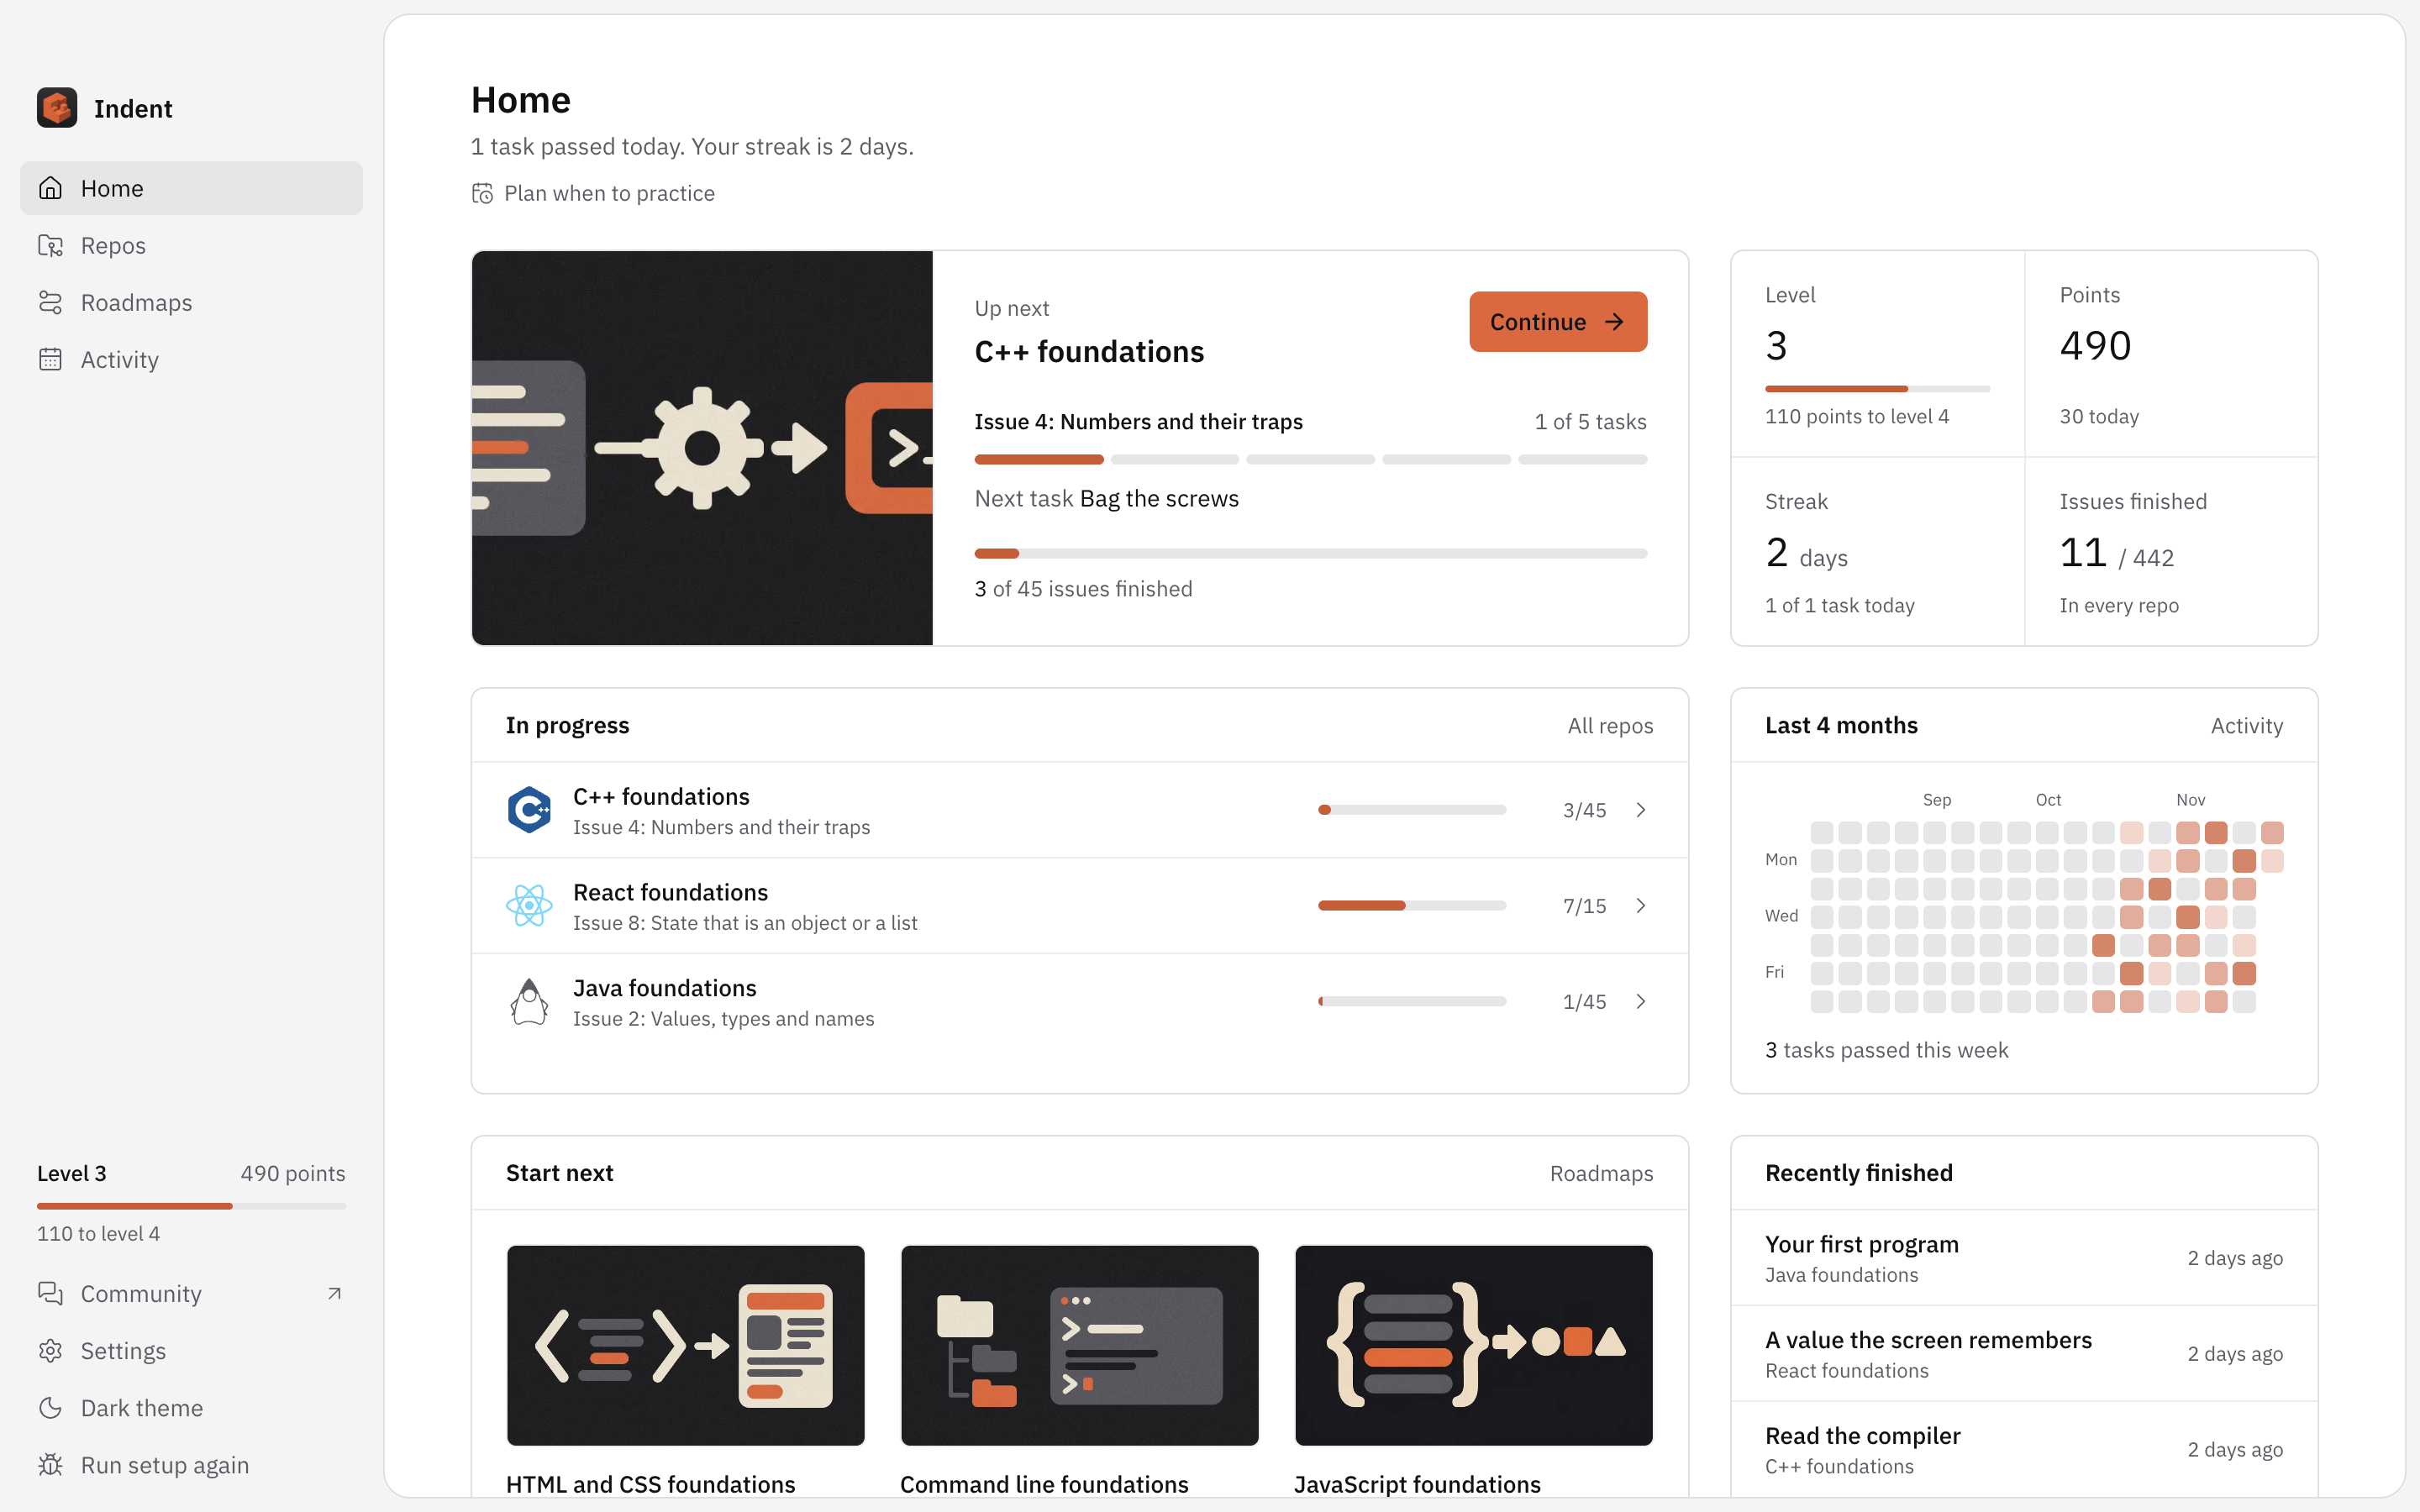 Indent
Home
Repos
Roadmaps
Activity
Level 3
490 points
110 to level 4
Community
Settings
Dark theme
Run setup again
Home
1 task passed today. Your streak is 2 days.
Plan when to practice
Up next
C++ foundations
Continue
Issue 4: Numbers and their traps
1 of 5 tasks
Next task Bag the screws
3 of 45 issues finished
Level
3
110 points to level 4
Points
490
30 today
Streak
2 days
1 of 1 task today
Issues finished
11 / 442
In every repo
In progress
All repos
C++ foundations
Issue 4: Numbers and their traps
3/45
React foundations
Issue 8: State that is an object or a list
7/15
Java foundations
Issue 2: Values, types and names
1/45
Last 4 months
Activity
Sep Oct Nov
Mon
Wed
Fri
3 tasks passed this week
Start next
Roadmaps
HTML and CSS foundations
Command line foundations
JavaScript foundations
Recently finished
Your first program
Java foundations
2 days ago
A value the screen remembers
React foundations
2 days ago
Read the compiler
C++ foundations
2 days ago